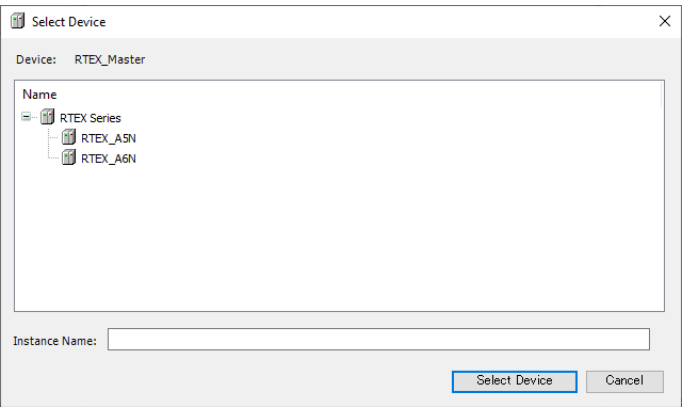 Select Device
Device: RTEX_Master
Name
RTEX Series
RTEX_A5N
RTEX_A6N
Instance Name:
Select Device Cancel